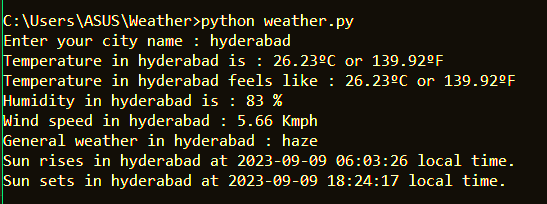 C:\Users\ASUS\Weather>python weather.py
Enter your city name : hyderabad
Temperature in hyderabad is : 26.23ºC or 139.92ºF
Temperature in hyderabad feels like : 26.23ºC or 139.92ºF
Humidity in hyderabad is : 83 %
Wind speed in hyderabad : 5.66 Kmph
General weather in hyderabad : haze
Sun rises in hyderabad at 2023-09-09 06:03:26 local time.
Sun sets in hyderabad at 2023-09-09 18:24:17 local time.